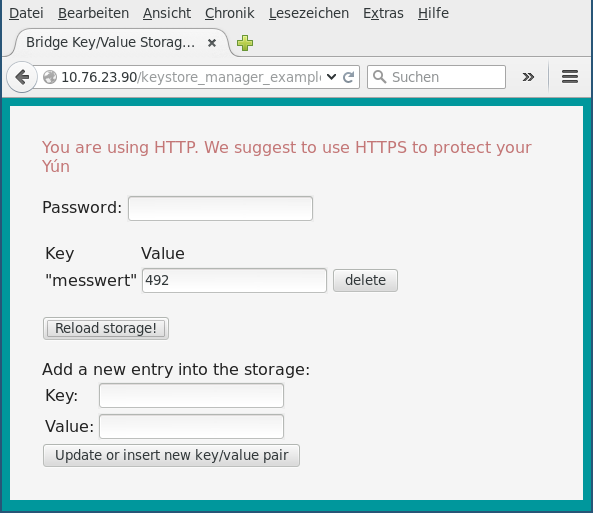 Datei Bearbeiten Ansicht Chronik Lesezeichen Extras Hilfe
Bridge Key/Value Storag...
10.76.23.90/keystore_manager_example Suchen
You are using HTTP. We suggest to use HTTPS to protect your
Yún
Password:
Key Value
"messwert" 492 delete
Reload storage!
Add a new entry into the storage:
Key:
Value:
Update or insert new key/value pair